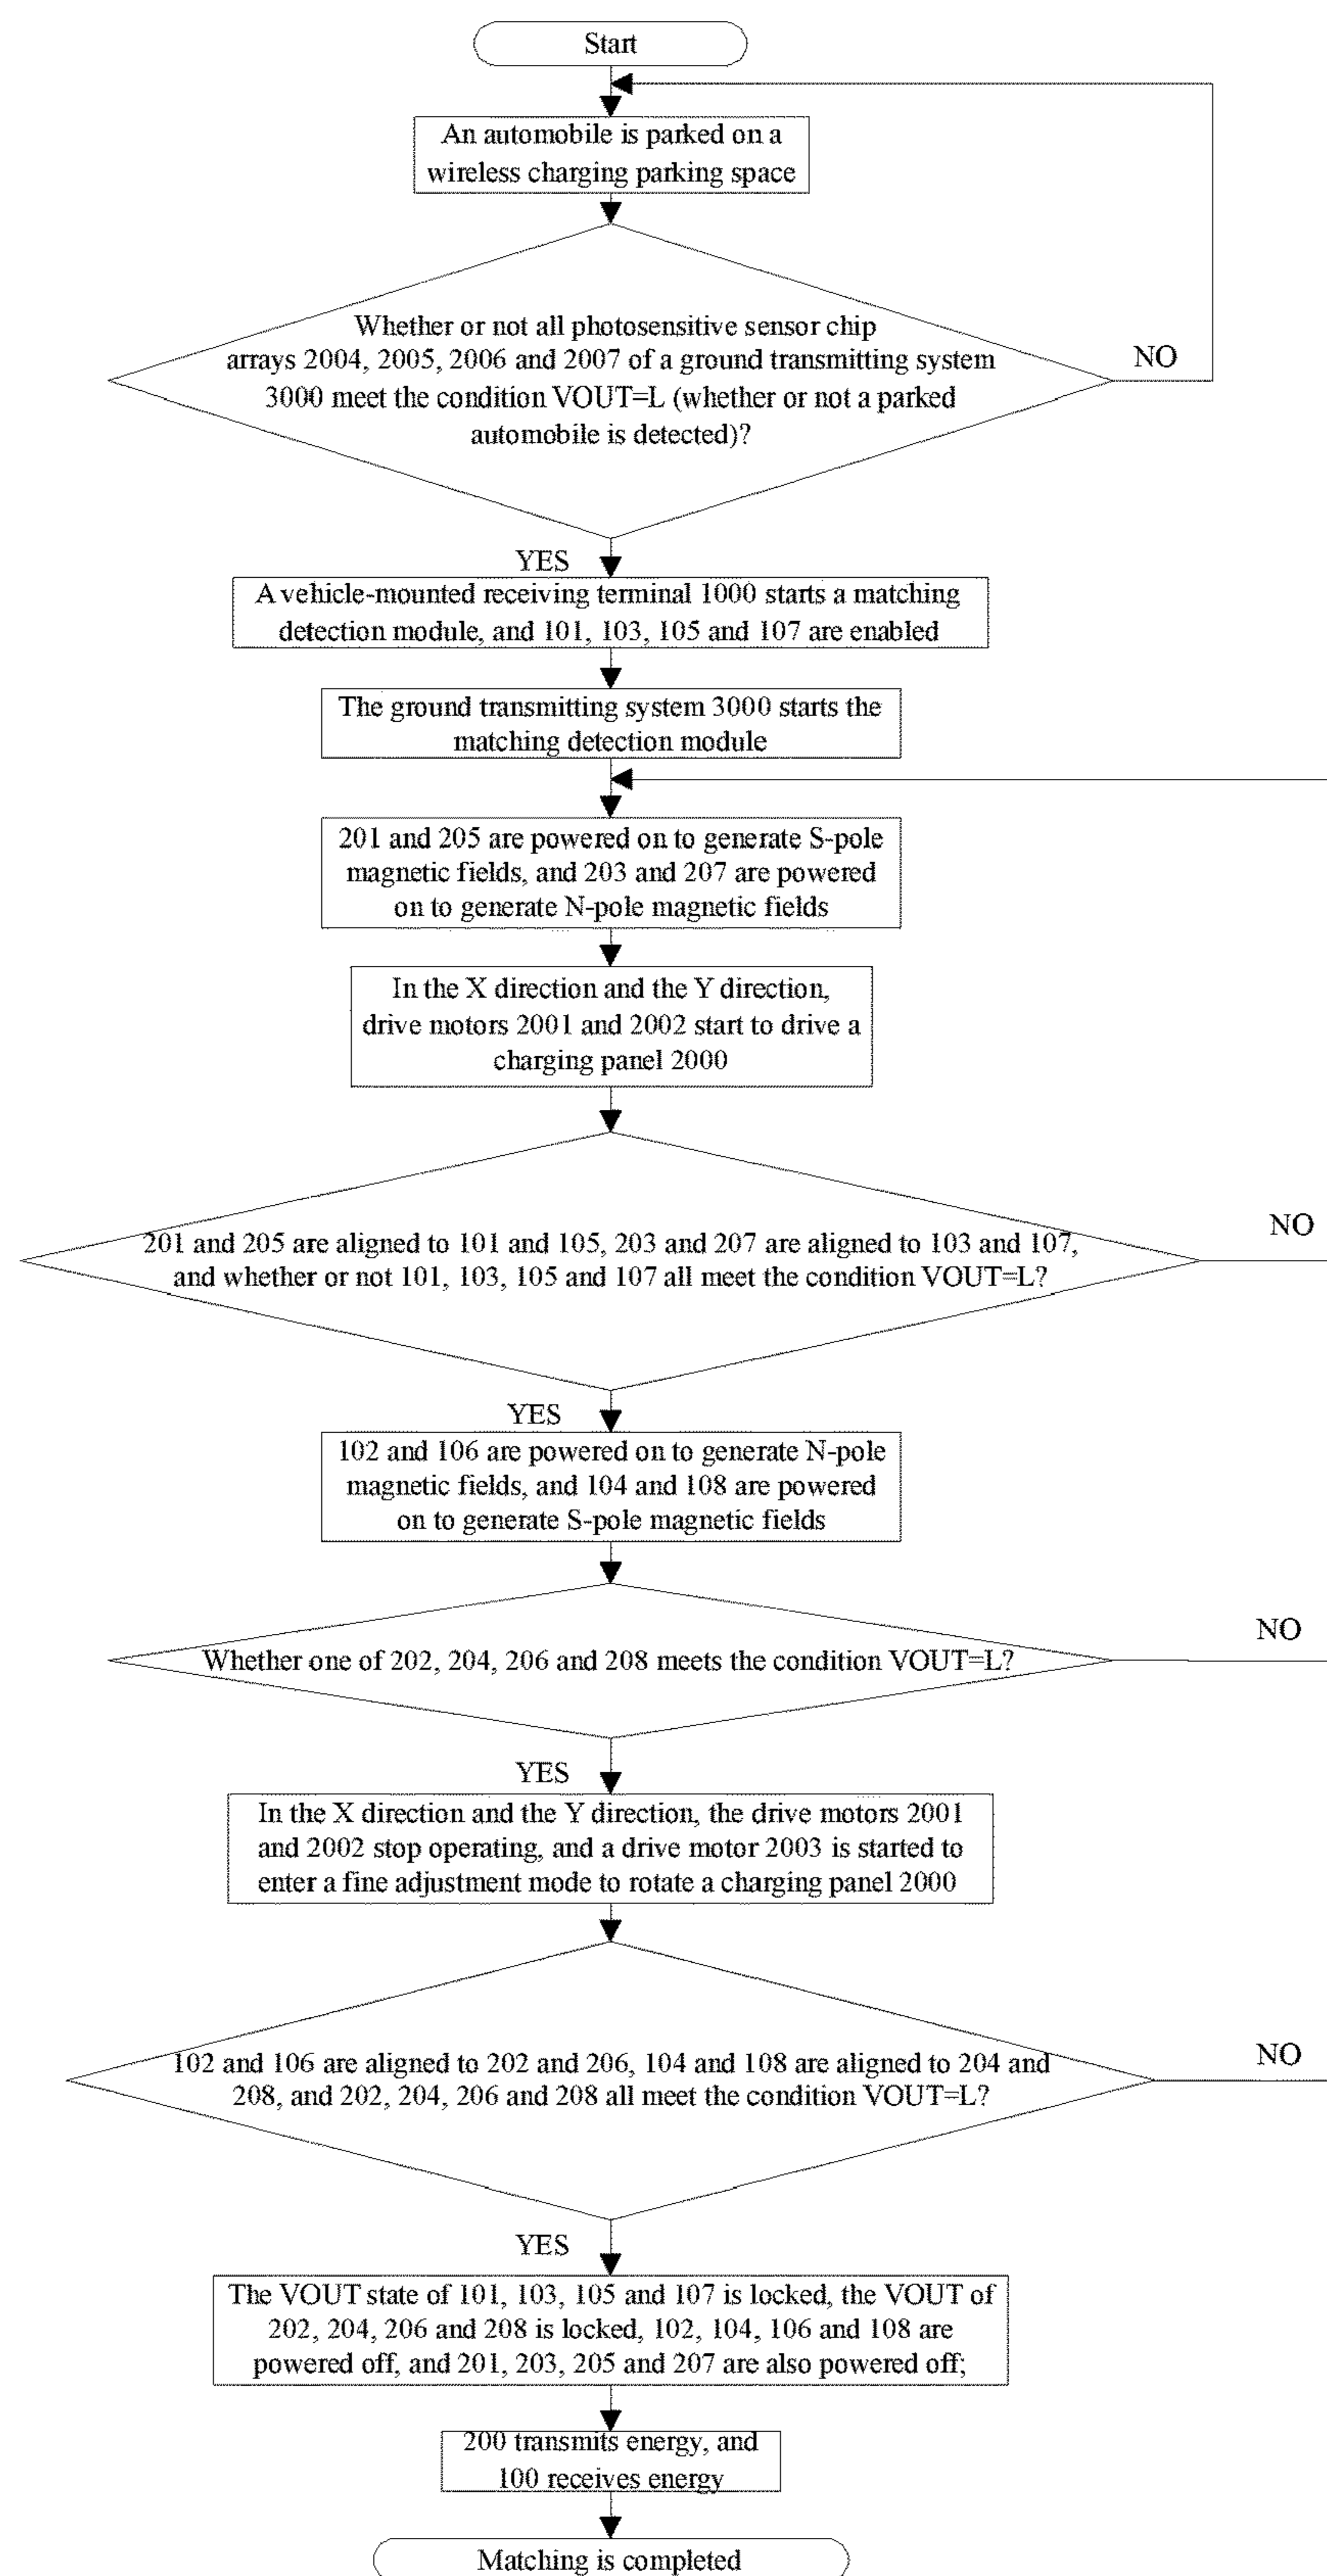 Start
An automobile is parked on a
wireless charging parking space
Whether or not all photosensitive sensor chip
arrays 2004, 2005, 2006 and 2007 of a ground transmitting system
3000 meet the condition VOUT=L (whether or not a parked
automobile is detected)?
NO
YES
A vehicle-mounted receiving terminal 1000 starts a matching
detection module, and 101, 103, 105 and 107 are enabled
The ground transmitting system 3000 starts the
matching detection module
201 and 205 are powered on to generate S-pole
magnetic fields, and 203 and 207 are powered
on to generate N-pole magnetic fields
In the X direction and the Y direction,
drive motors 2001 and 2002 start to drive a
charging panel 2000
201 and 205 are aligned to 101 and 105, 203 and 207 are aligned to 103 and 107,
and whether or not 101, 103, 105 and 107 all meet the condition VOUT=L?
NO
YES
102 and 106 are powered on to generate N-pole
magnetic fields, and 104 and 108 are powered
on to generate S-pole magnetic fields
Whether one of 202, 204, 206 and 208 meets the condition VOUT=L?
NO
YES
In the X direction and the Y direction, the drive motors 2001
and 2002 stop operating, and a drive motor 2003 is started to
enter a fine adjustment mode to rotate a charging panel 2000
102 and 106 are aligned to 202 and 206, 104 and 108 are aligned to 204 and
208, and 202, 204, 206 and 208 all meet the condition VOUT=L?
NO
YES
The VOUT state of 101, 103, 105 and 107 is locked, the VOUT of
202, 204, 206 and 208 is locked, 102, 104, 106 and 108 are
powered off, and 201, 203, 205 and 207 are also powered off;
200 transmits energy, and
100 receives energy
Matching is completed